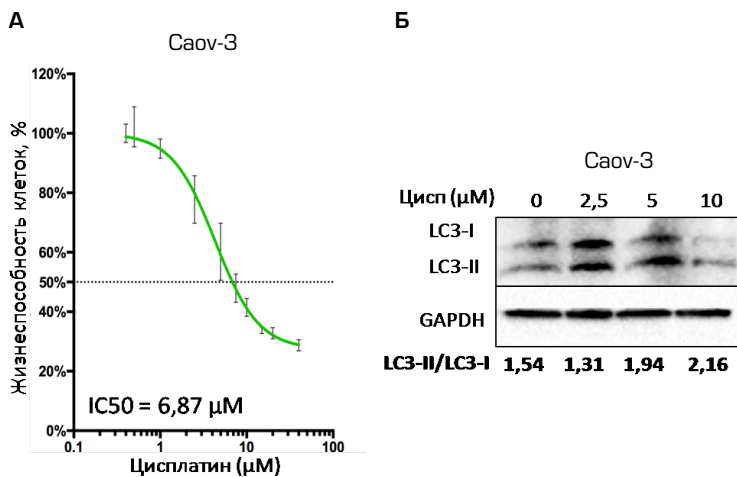 А
Caov-3
120%
100%
80%
60%
50%
40%
20%
0%
Жизнеспособность клеток, %
IC50 = 6,87 µM
0.1 1 10 100
Цисплатин (µM)
Б
Caov-3
Цисп (µM) 0 2,5 5 10
LC3-I
LC3-II
GAPDH
LC3-II/LC3-I 1,54 1,31 1,94 2,16